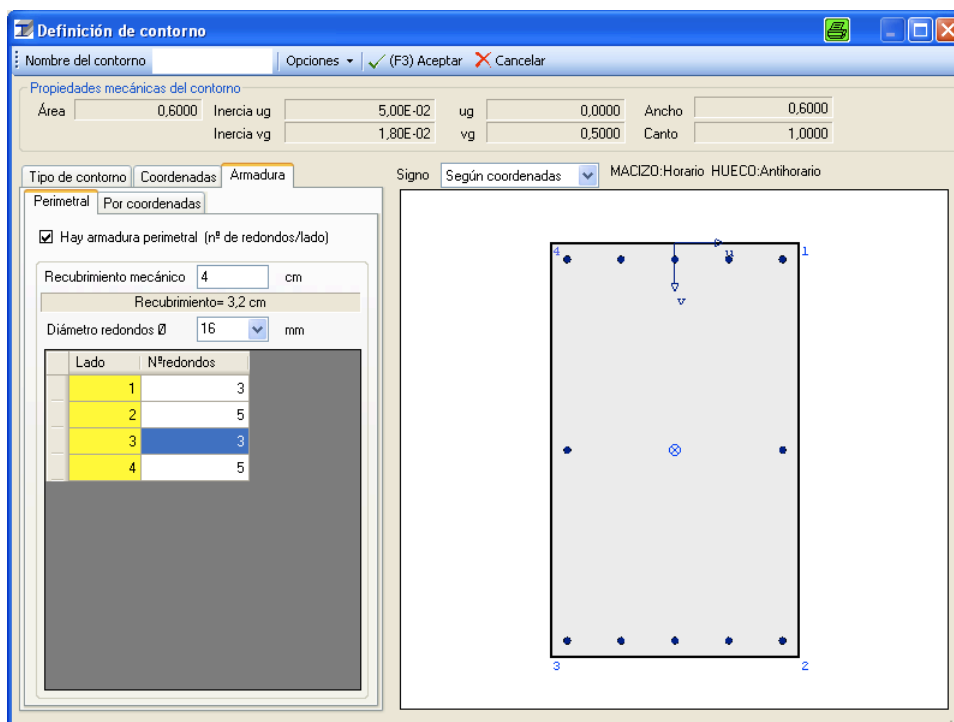 Definición de contorno
Nombre del contorno Opciones (F3) Aceptar Cancelar
Propiedades mecánicas del contorno
Área 0,6000 Inercia ug 5,00E-02 ug 0,0000 Ancho 0,6000
Inercia vg 1,80E-02 vg 0,5000 Canto 1,0000
Tipo de contorno Coordenadas Armadura
Signo Según coordenadas MACIZO:Horario HUECO:Antihorario
Perimetral Por coordenadas
Hay armadura perimetral (nº de redondos/lado)
Recubrimiento mecánico 4 cm
Recubrimiento= 3,2 cm
Diámetro redondos Ø 16 mm
Lado Nºredondos
1 3
2 5
3 3
4 5
4 u 1
v
3 2